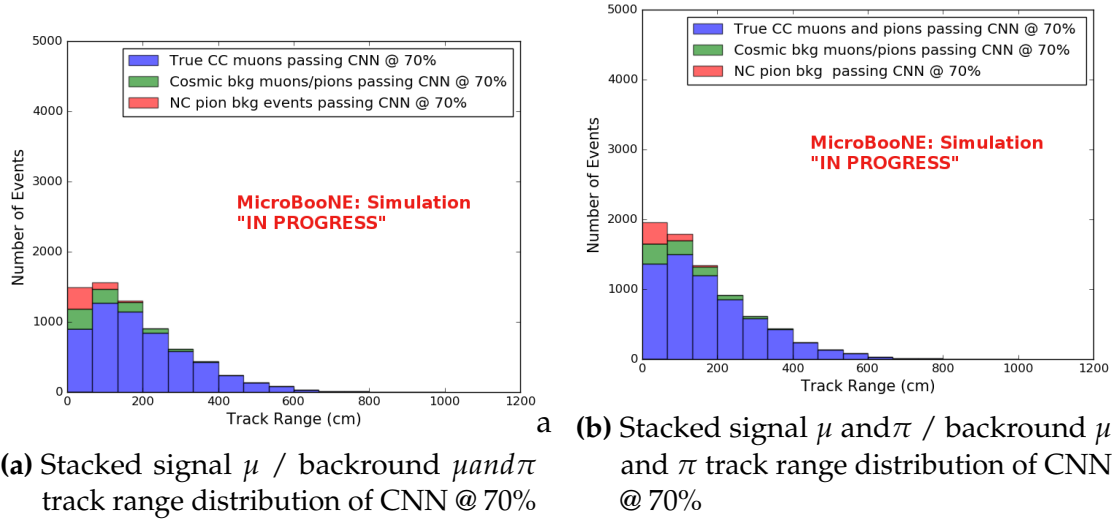 5000
4000
3000
2000
1000
0
Number of Events
True CC muons passing CNN @ 70%
Cosmic bkg muons/pions passing CNN @ 70%
NC pion bkg events passing CNN @ 70%
MicroBooNE: Simulation
"IN PROGRESS"
0 200 400 600 800 1000 1200
Track Range (cm)
a
(a) Stacked signal μ / backround μandπ
track range distribution of CNN @ 70%
5000
4000
3000
2000
1000
0
Number of Events
True CC muons and pions passing CNN @ 70%
Cosmic bkg muons/pions passing CNN @ 70%
NC pion bkg passing CNN @ 70%
MicroBooNE: Simulation
"IN PROGRESS"
0 200 400 600 800 1000 1200
Track Range (cm)
(b) Stacked signal μ andπ / backround μ
and π track range distribution of CNN
@ 70%